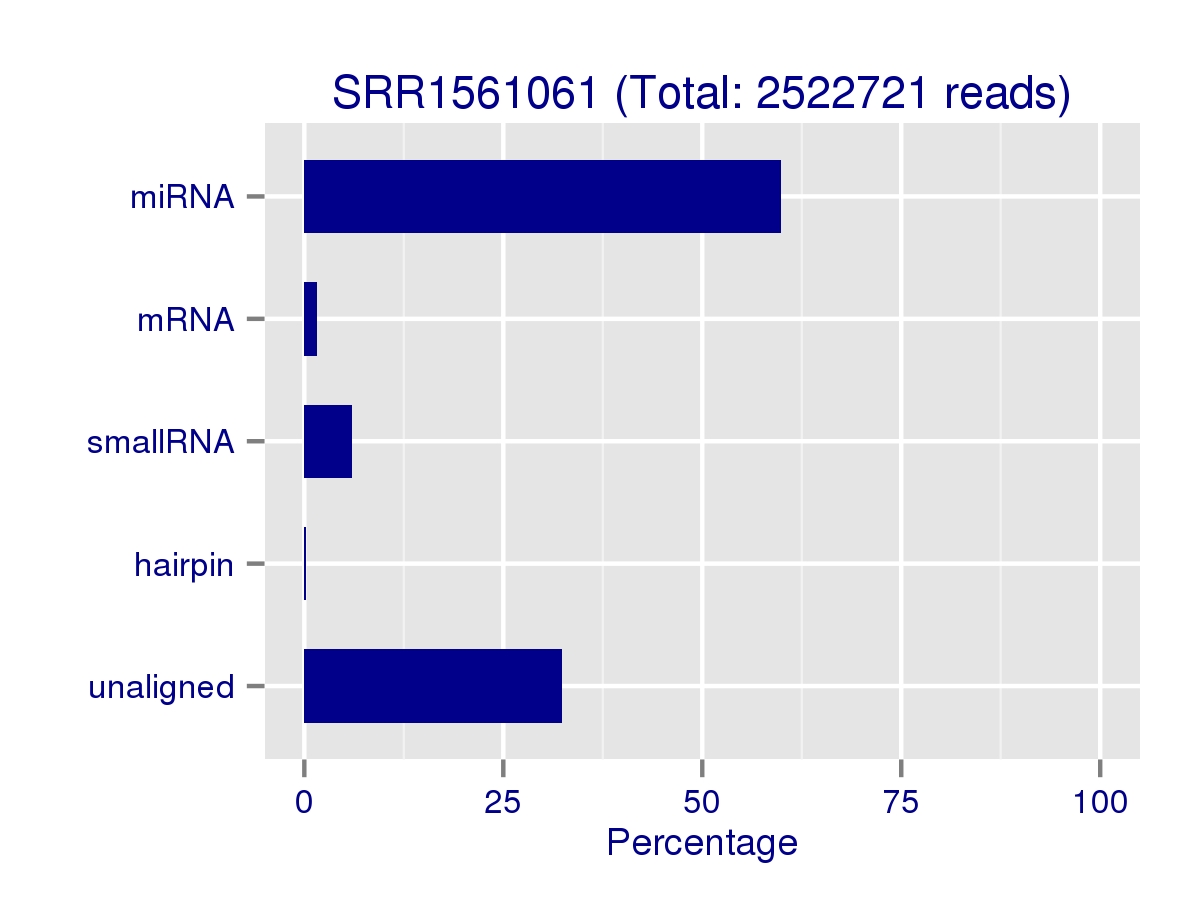 SRR1561061 (Total: 2522721 reads)
miRNA
mRNA
smallRNA
hairpin
unaligned
0 25 50 75 100
Percentage